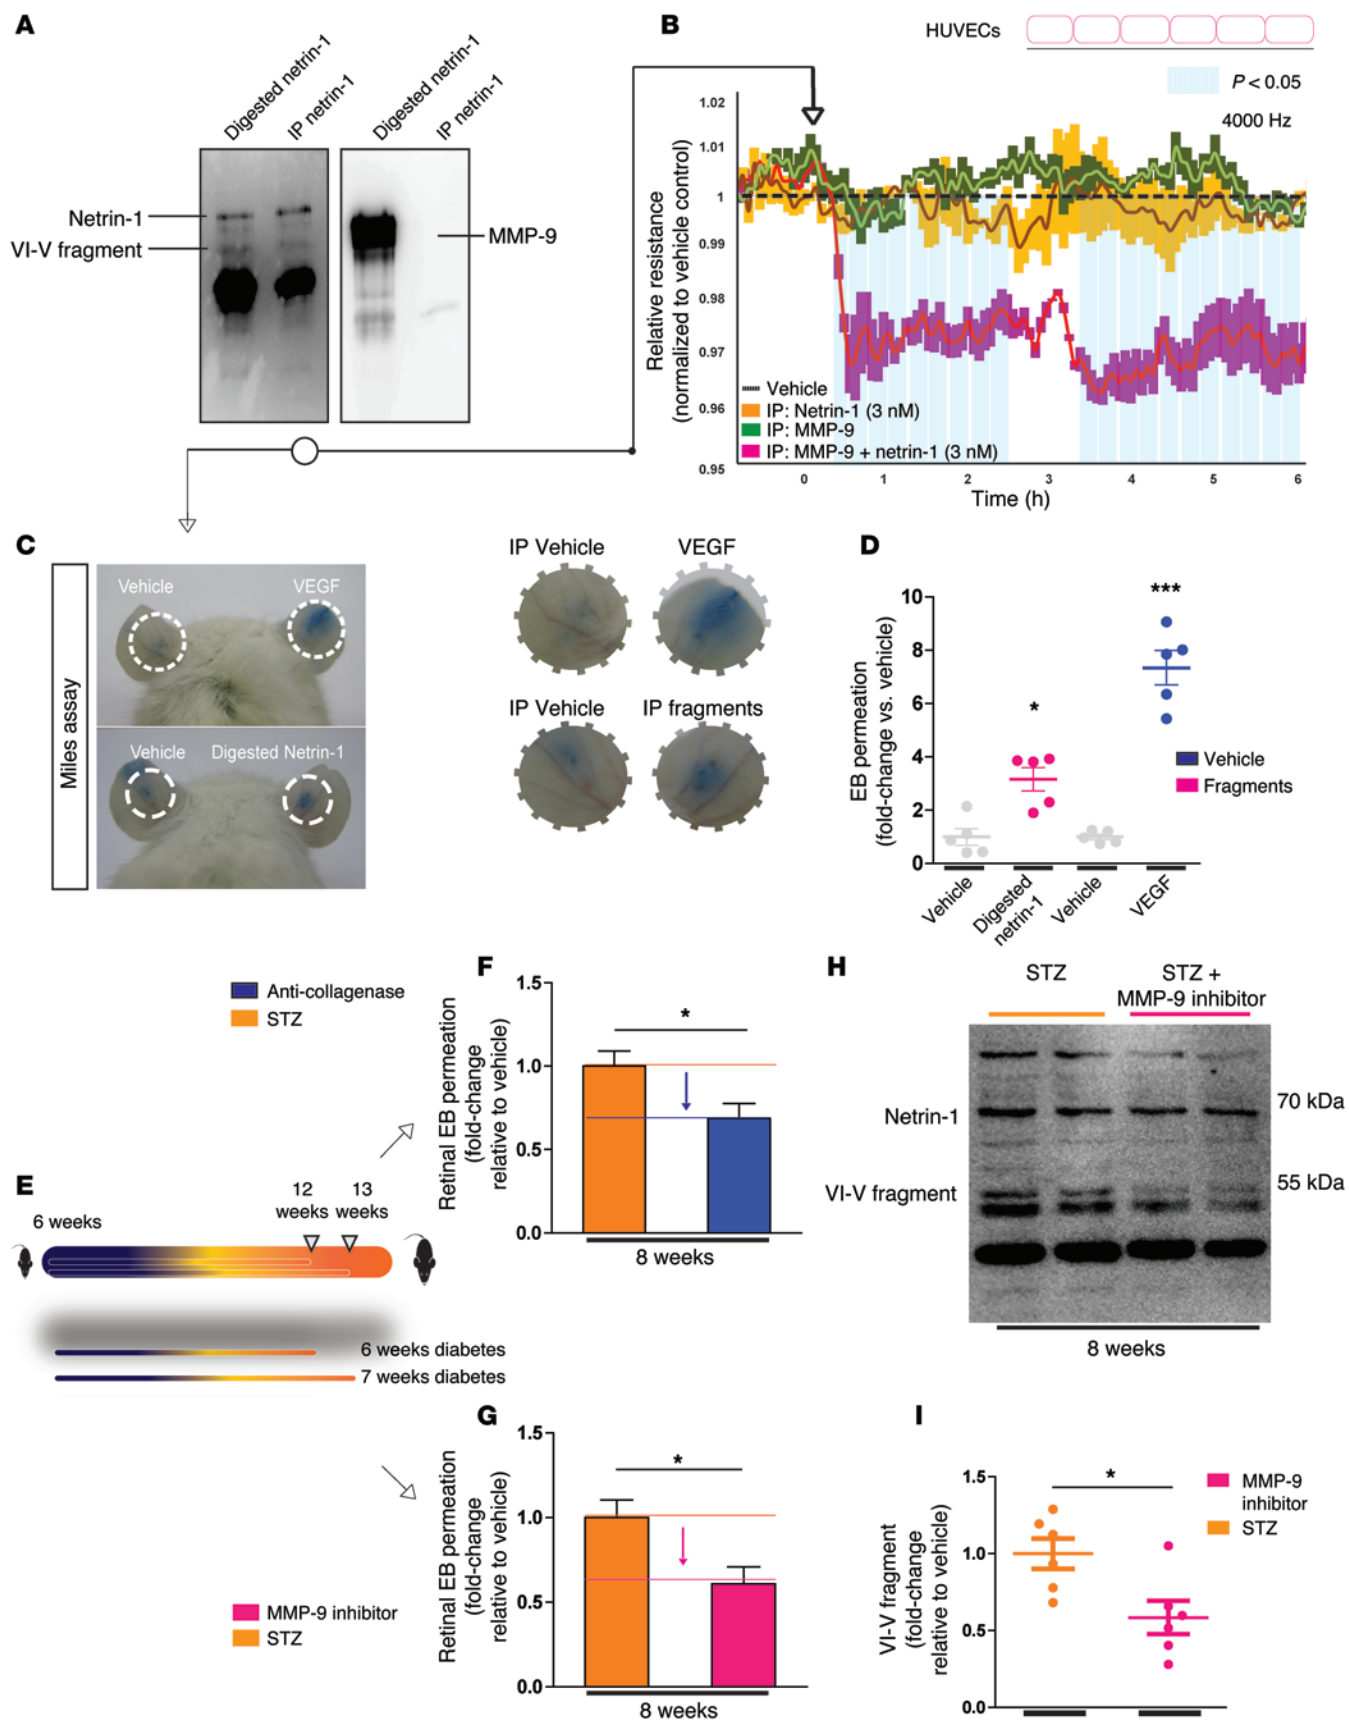 A
Digested netrin-1
IP netrin-1
Digested netrin-1
IP netrin-1
Netrin-1
VI-V fragment
MMP-9
B
HUVECs
P < 0.05
4000 Hz
Relative resistance
(normalized to vehicle control)
1.02
1.01
1
0.99
0.98
0.97
0.96
0.95
Vehicle
IP: Netrin-1 (3 nM)
IP: MMP-9
IP: MMP-9 + netrin-1 (3 nM)
0 1 2 3 4 5 6
Time (h)
C
Miles assay
Vehicle
VEGF
Vehicle
Digested Netrin-1
IP Vehicle
VEGF
IP Vehicle
IP fragments
D
EB permeation
(fold-change vs. vehicle)
10
8
6
4
2
0
*
***
Vehicle
Fragments
Vehicle
Digested
netrin-1
Vehicle
VEGF
E
6 weeks
12
weeks
13
weeks
6 weeks diabetes
7 weeks diabetes
Anti-collagenase
STZ
F
Retinal EB permeation
(fold-change
relative to vehicle)
1.5
1.0
0.5
0.0
*
8 weeks
MMP-9 inhibitor
STZ
G
Retinal EB permeation
(fold-change
relative to vehicle)
1.5
1.0
0.5
0.0
*
8 weeks
H
STZ
STZ +
MMP-9 inhibitor
Netrin-1
VI-V fragment
70 kDa
55 kDa
8 weeks
I
VI-V fragment
(fold-change
relative to vehicle)
1.5
1.0
0.5
0.0
*
MMP-9
inhibitor
STZ